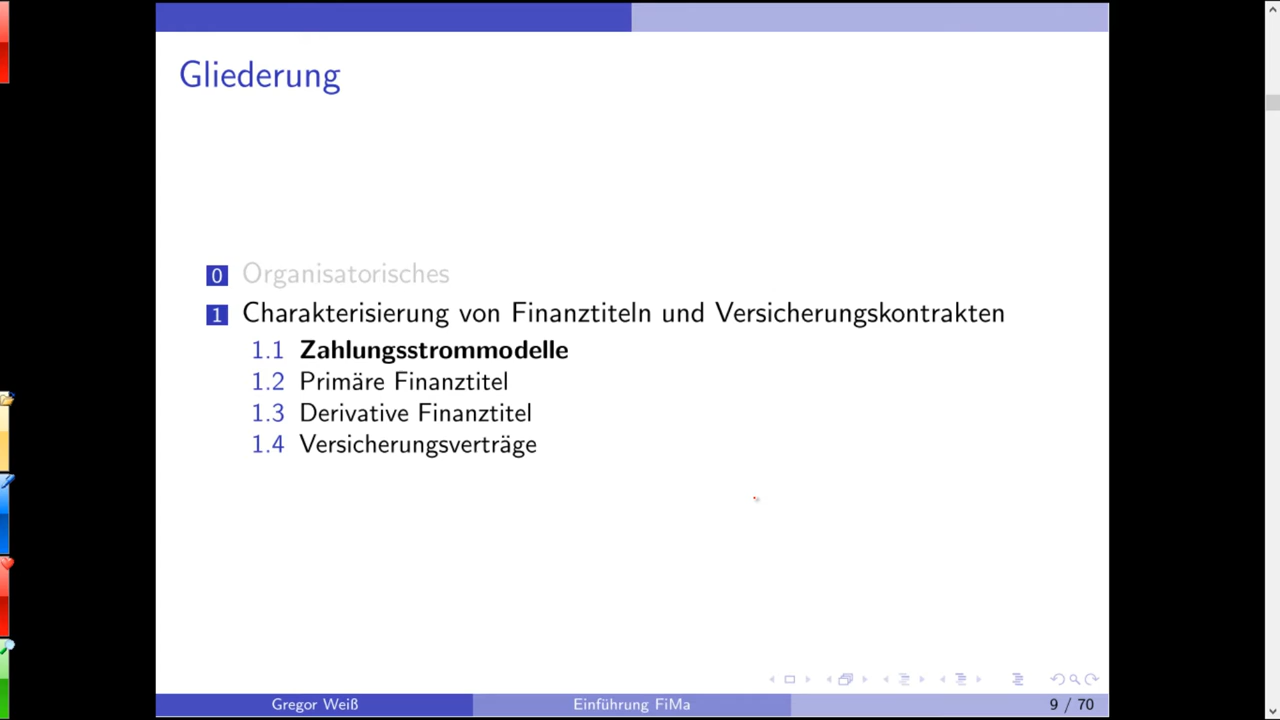 Gliederung
0 Organisatorisches
1 Charakterisierung von Finanztiteln und Versicherungskontrakten
1.1 Zahlungsstrommodelle
1.2 Primäre Finanztitel
1.3 Derivative Finanztitel
1.4 Versicherungsverträge
Gregor Weiß Einführung FiMa 9 / 70